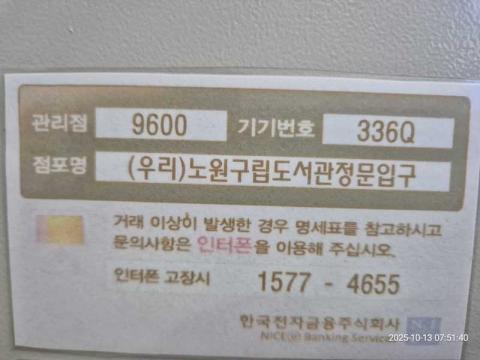 관리점 9600 기기번호 336Q
점포명 (우리)노원구립도서관정문입구
거래 이상이 발생한 경우 명세표를 참고하시고
문의사항은 인터폰을 이용해 주십시오.
인터폰 고장시 1577 - 4655
한국전자금융주식회사
NICE Banking Services
2025-10-13 07:51:40